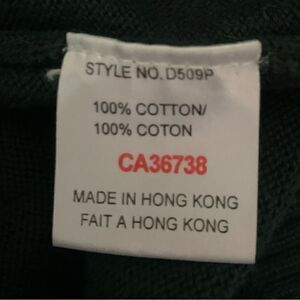 STYLE NO. D509P
100% COTTON/
100% COTON
CA36738
MADE IN HONG KONG
FAIT A HONG KONG